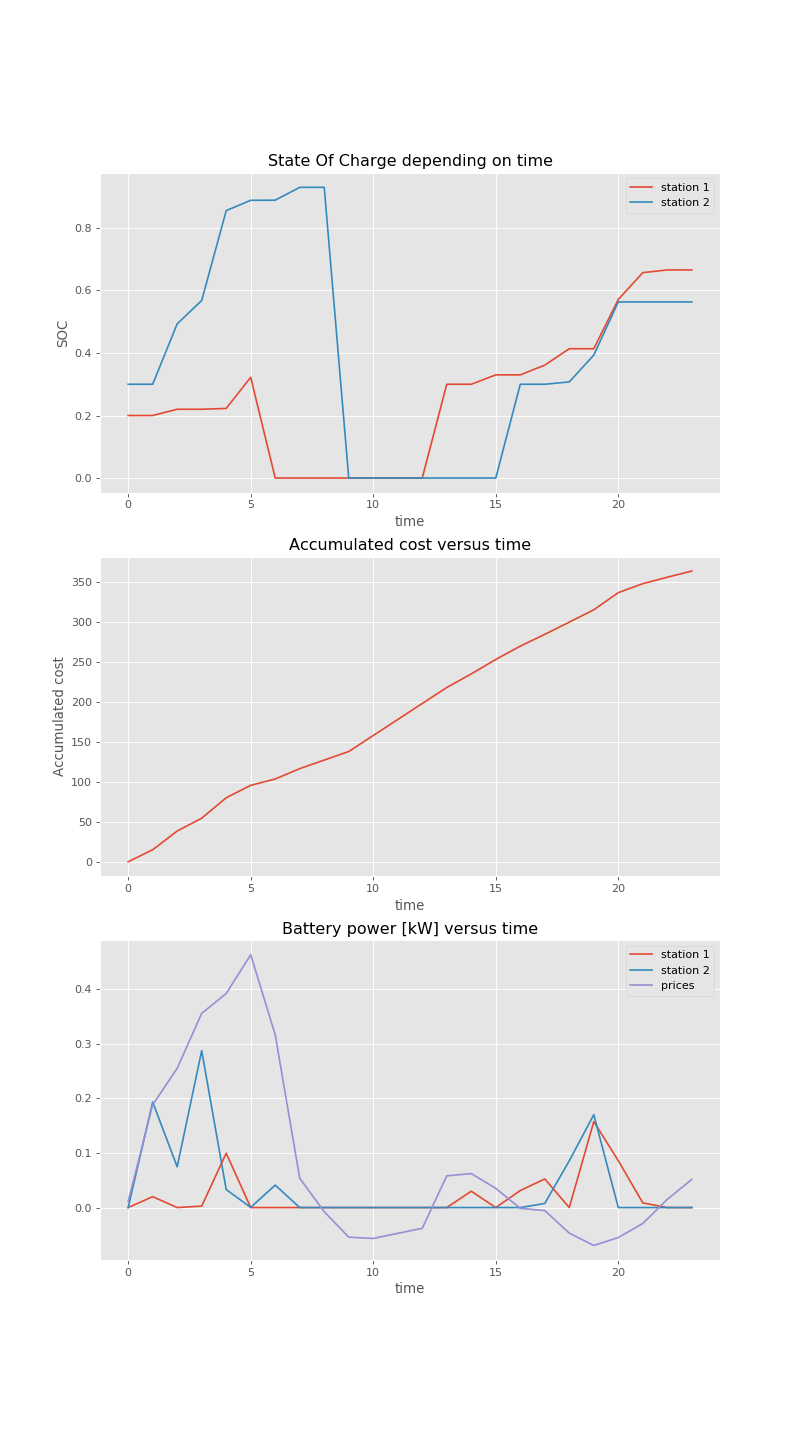 State Of Charge depending on time
station 1
station 2
SOC
0.8
0.6
0.4
0.2
0.0
0 5 10 15 20
time
Accumulated cost versus time
Accumulated cost
350
300
250
200
150
100
50
0
0 5 10 15 20
time
Battery power [kW] versus time
station 1
station 2
prices
0.4
0.3
0.2
0.1
0.0
0 5 10 15 20
time